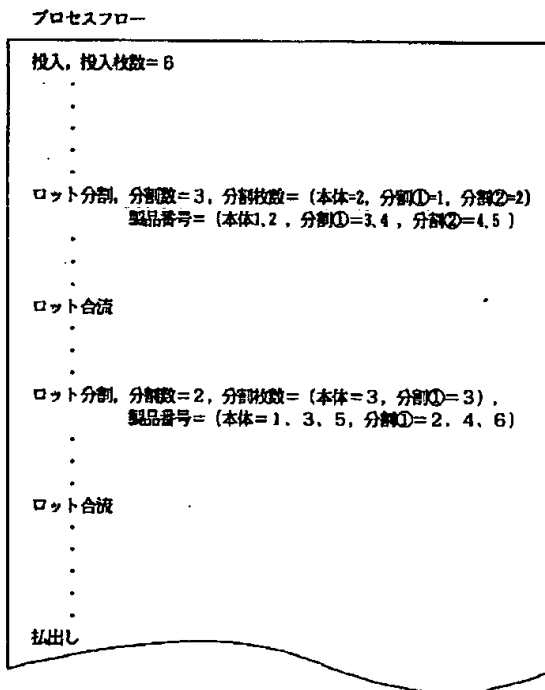 プロセスフロー
投入, 投入枚数=6
ロット分割, 分割数=3, 分割枚数=(本体=2, 分割①=1, 分割②=2)
製品番号=(本体1,2, 分割①=3,4, 分割②=4,5)
ロット合流
ロット分割, 分割数=2, 分割枚数=(本体=3, 分割①=3),
製品番号=(本体=1、3、5, 分割①=2、4、6)
ロット合流
払出し